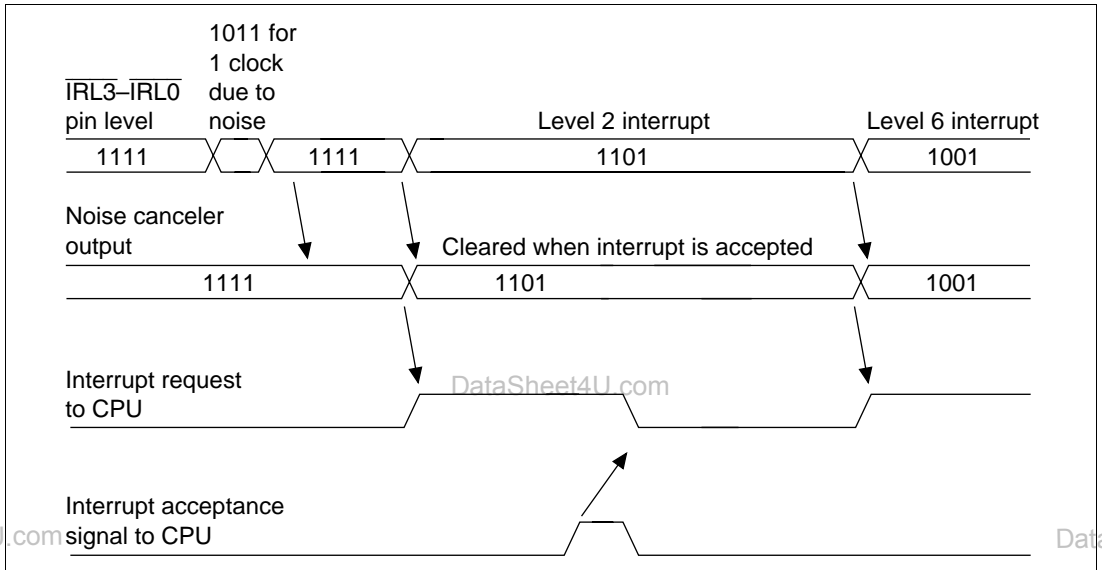 1011 for
1 clock
due to
noise
IRL3–IRL0
pin level
Level 2 interrupt
Level 6 interrupt
1111
1111
1101
1001
Noise canceler
output
Cleared when interrupt is accepted
1111
1101
1001
Interrupt request
to CPU
DataSheet4U.com
Interrupt acceptance
signal to CPU
U.com
Data